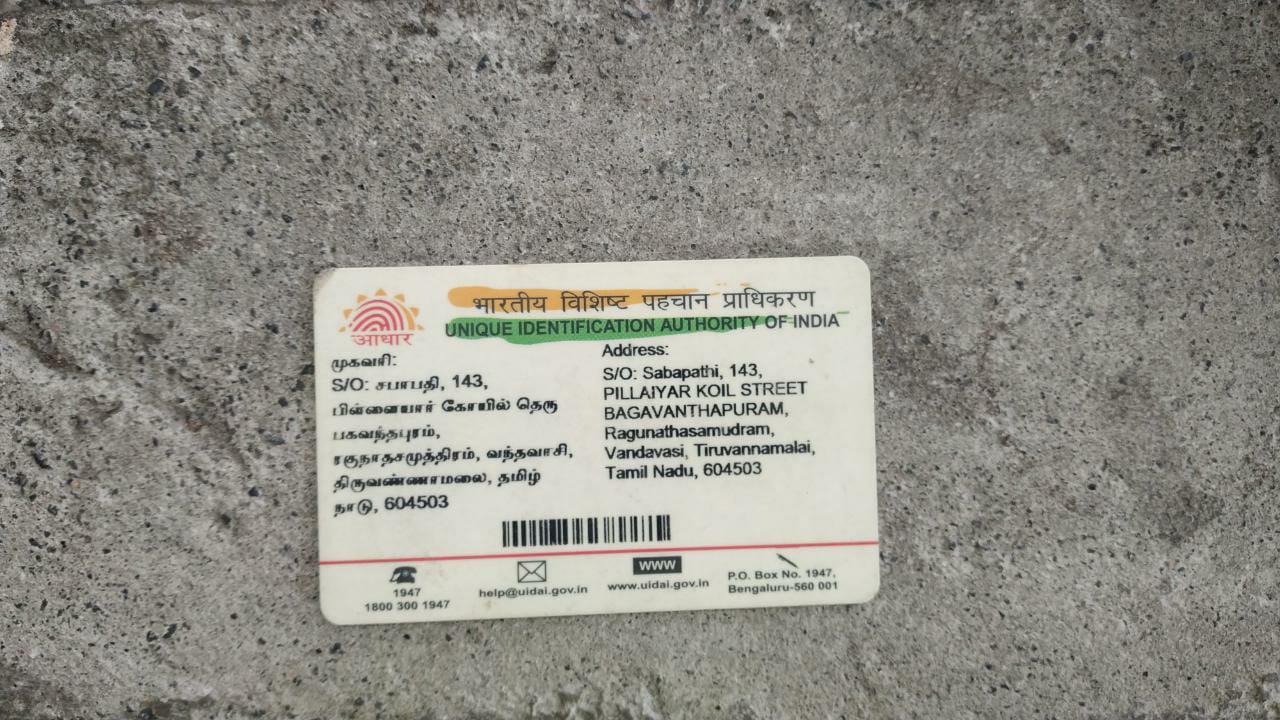 भारतीय विशिष्ट पहचान प्राधिकरण
UNIQUE IDENTIFICATION AUTHORITY OF INDIA
आधार
முகவரி:
S/O: சபாபதி, 143,
பிள்ளையார் கோயில் தெரு
பகவந்தபுரம்,
ரகுநாதசமுத்திரம், வந்தவாசி,
திருவண்ணாமலை, தமிழ்
நாடு, 604503
Address:
S/O: Sabapathi, 143,
PILLAIYAR KOIL STREET
BAGAVANTHAPURAM,
Ragunathasamudram,
Vandavasi, Tiruvannamalai,
Tamil Nadu, 604503
1947
1800 300 1947
help@uidai.gov.in
WWW
www.uidai.gov.in
P.O. Box No. 1947,
Bengaluru-560 001